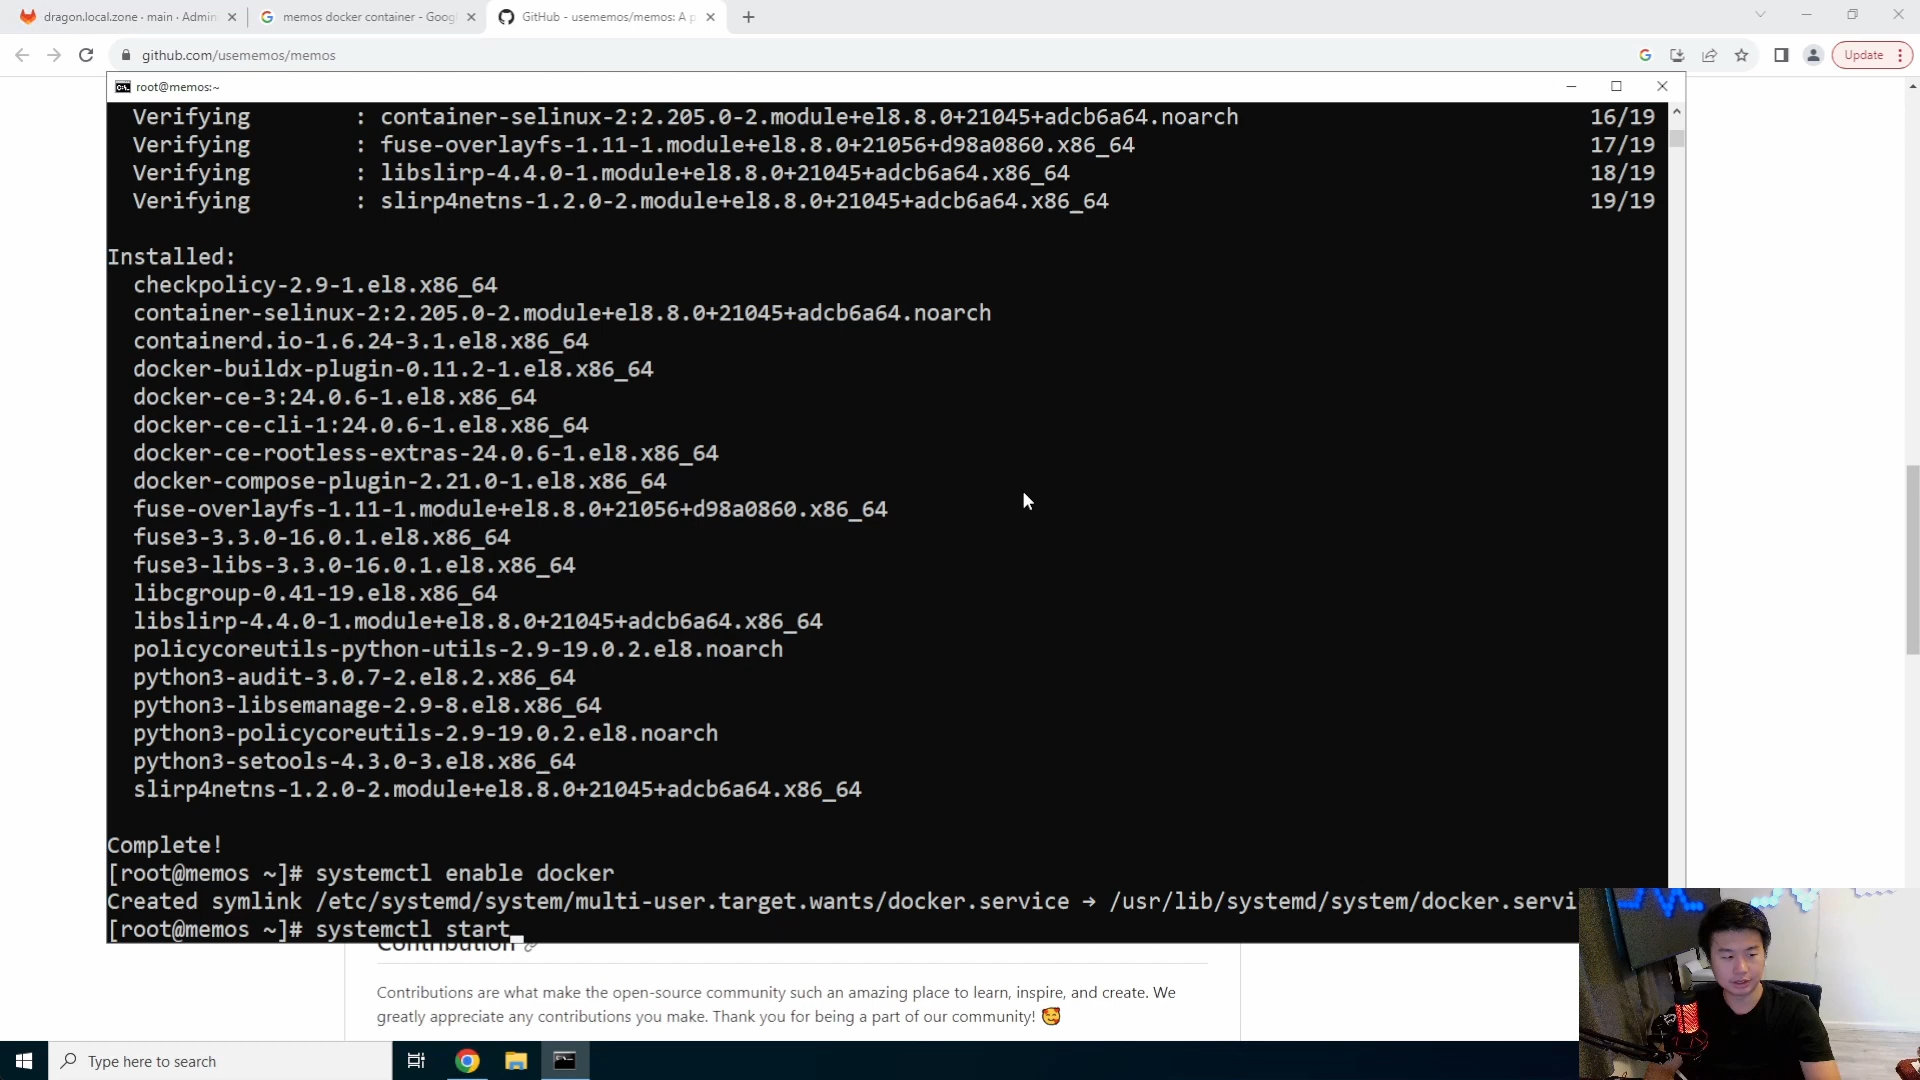 dragon.local.zone · main · Admin
memos docker container - Goog
GitHub - usememos/memos: A p
github.com/usememos/memos
Update
root@memos:~
Verifying : container-selinux-2:2.205.0-2.module+el8.8.0+21045+adcb6a64.noarch 16/19
Verifying : fuse-overlayfs-1.11-1.module+el8.8.0+21056+d98a0860.x86_64 17/19
Verifying : libslirp-4.4.0-1.module+el8.8.0+21045+adcb6a64.x86_64 18/19
Verifying : slirp4netns-1.2.0-2.module+el8.8.0+21045+adcb6a64.x86_64 19/19
Installed:
checkpolicy-2.9-1.el8.x86_64
container-selinux-2:2.205.0-2.module+el8.8.0+21045+adcb6a64.noarch
containerd.io-1.6.24-3.1.el8.x86_64
docker-buildx-plugin-0.11.2-1.el8.x86_64
docker-ce-3:24.0.6-1.el8.x86_64
docker-ce-cli-1:24.0.6-1.el8.x86_64
docker-ce-rootless-extras-24.0.6-1.el8.x86_64
docker-compose-plugin-2.21.0-1.el8.x86_64
fuse-overlayfs-1.11-1.module+el8.8.0+21056+d98a0860.x86_64
fuse3-3.3.0-16.0.1.el8.x86_64
fuse3-libs-3.3.0-16.0.1.el8.x86_64
libcgroup-0.41-19.el8.x86_64
libslirp-4.4.0-1.module+el8.8.0+21045+adcb6a64.x86_64
policycoreutils-python-utils-2.9-19.0.2.el8.noarch
python3-audit-3.0.7-2.el8.2.x86_64
python3-libsemanage-2.9-8.el8.x86_64
python3-policycoreutils-2.9-19.0.2.el8.noarch
python3-setools-4.3.0-3.el8.x86_64
slirp4netns-1.2.0-2.module+el8.8.0+21045+adcb6a64.x86_64
Complete!
[root@memos ~]# systemctl enable docker
Created symlink /etc/systemd/system/multi-user.target.wants/docker.service → /usr/lib/systemd/system/docker.servi
[root@memos ~]# systemctl start
Contribution
Contributions are what make the open-source community such an amazing place to learn, inspire, and create. We
greatly appreciate any contributions you make. Thank you for being a part of our community! 🥰
Type here to search